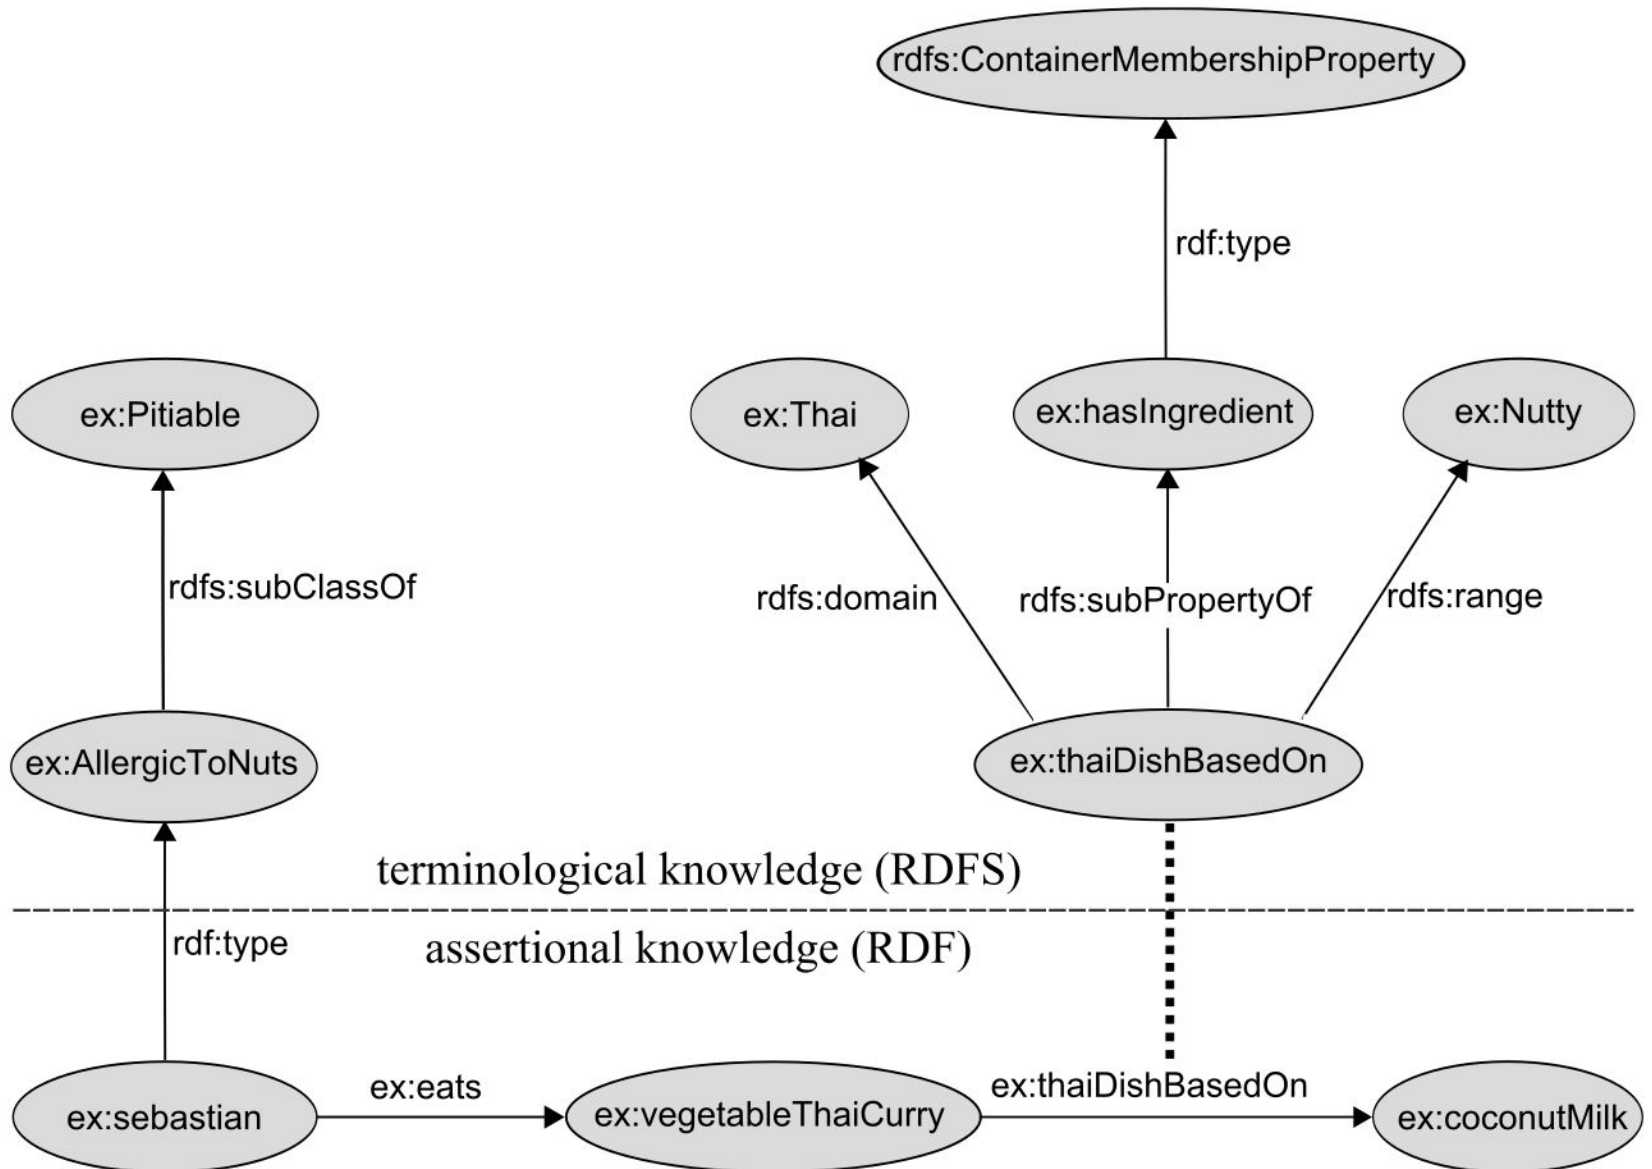 rdfs:ContainerMembershipProperty
rdf:type
ex:Pitiable
ex:Thai
ex:hasIngredient
ex:Nutty
rdfs:subClassOf
rdfs:domain
rdfs:subPropertyOf
rdfs:range
ex:AllergicToNuts
ex:thaiDishBasedOn
terminological knowledge (RDFS)
rdf:type
assertional knowledge (RDF)
ex:eats
ex:thaiDishBasedOn
ex:sebastian
ex:vegetableThaiCurry
ex:coconutMilk